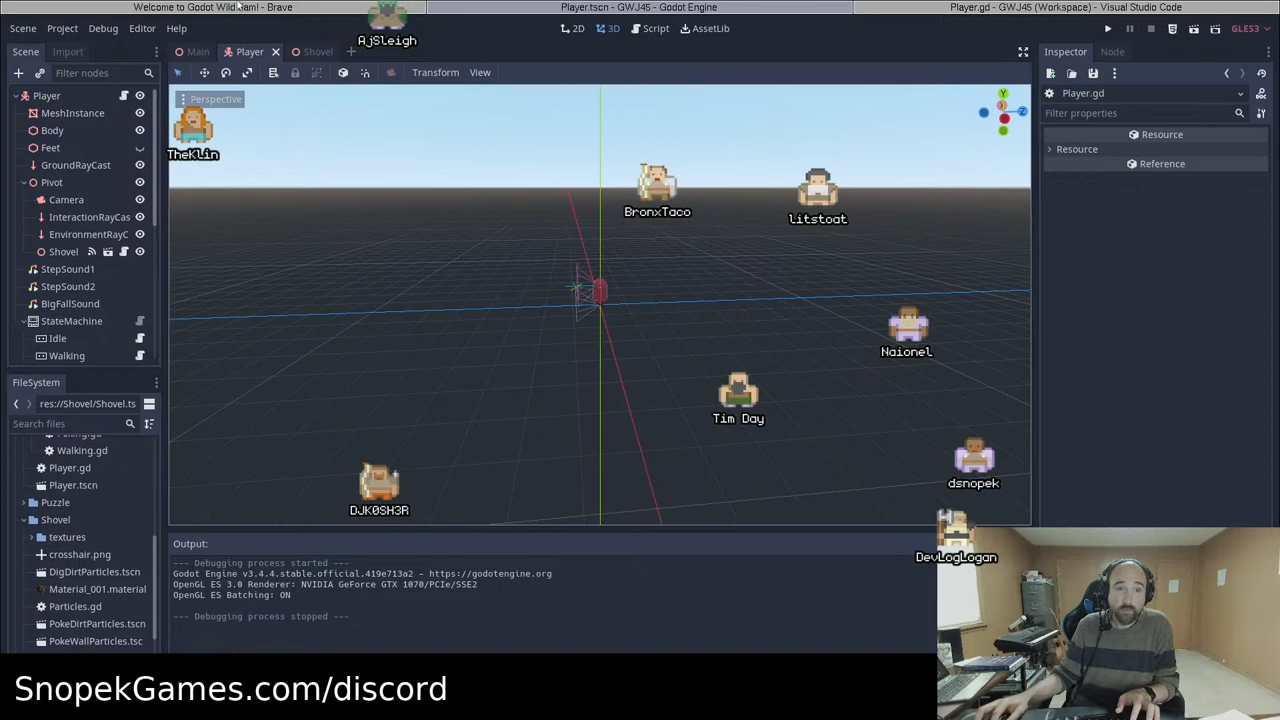 Welcome to Godot Wild Jam! - Brave
Player.tscn - GWJ45 - Godot Engine
Player.gd - GWJ45 (Workspace) - Visual Studio Code
Scene Project Debug Editor Help
2D 3D Script AssetLib
GLES3
AjSleigh
Scene Import
Main Player Shovel
Inspector Node
Filter nodes
Transform View
Player
MeshInstance
Body
Feet
GroundRayCast
Pivot
Camera
InteractionRayCas
EnvironmentRayC
Shovel
StepSound1
StepSound2
BigFallSound
StateMachine
Idle
Walking
Perspective
Y
Z
TheKlin
BronxTaco
litstoat
Naionel
Tim Day
dsnopek
DJK0SH3R
DevLogLogan
Player.gd
Filter properties
Resource
Resource
Reference
FileSystem
res://Shovel/Shovel.ts
Search files
Walking.gd
Player.gd
Player.tscn
Puzzle
Shovel
textures
crosshair.png
DigDirtParticles.tscn
Material_001.material
Particles.gd
PokeDirtParticles.tscn
PokeWallParticles.tsc
Output:
--- Debugging process started ---
Godot Engine v3.4.4.stable.official.419e713a2 - https://godotengine.org
OpenGL ES 3.0 Renderer: NVIDIA GeForce GTX 1070/PCIe/SSE2
OpenGL ES Batching: ON
--- Debugging process stopped ---
SnopekGames.com/discord